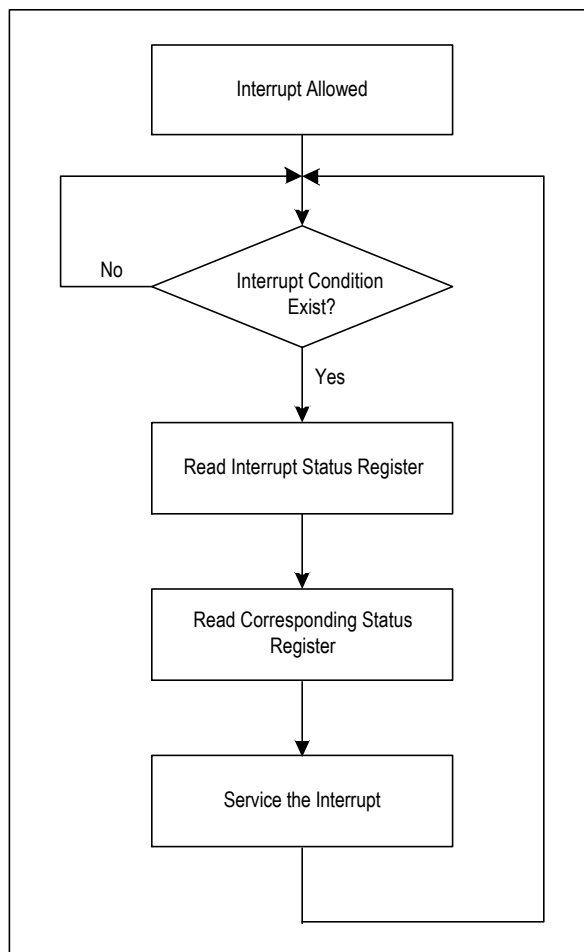 Interrupt Allowed
No
Interrupt Condition
Exist?
Yes
Read Interrupt Status Register
Read Corresponding Status
Register
Service the Interrupt